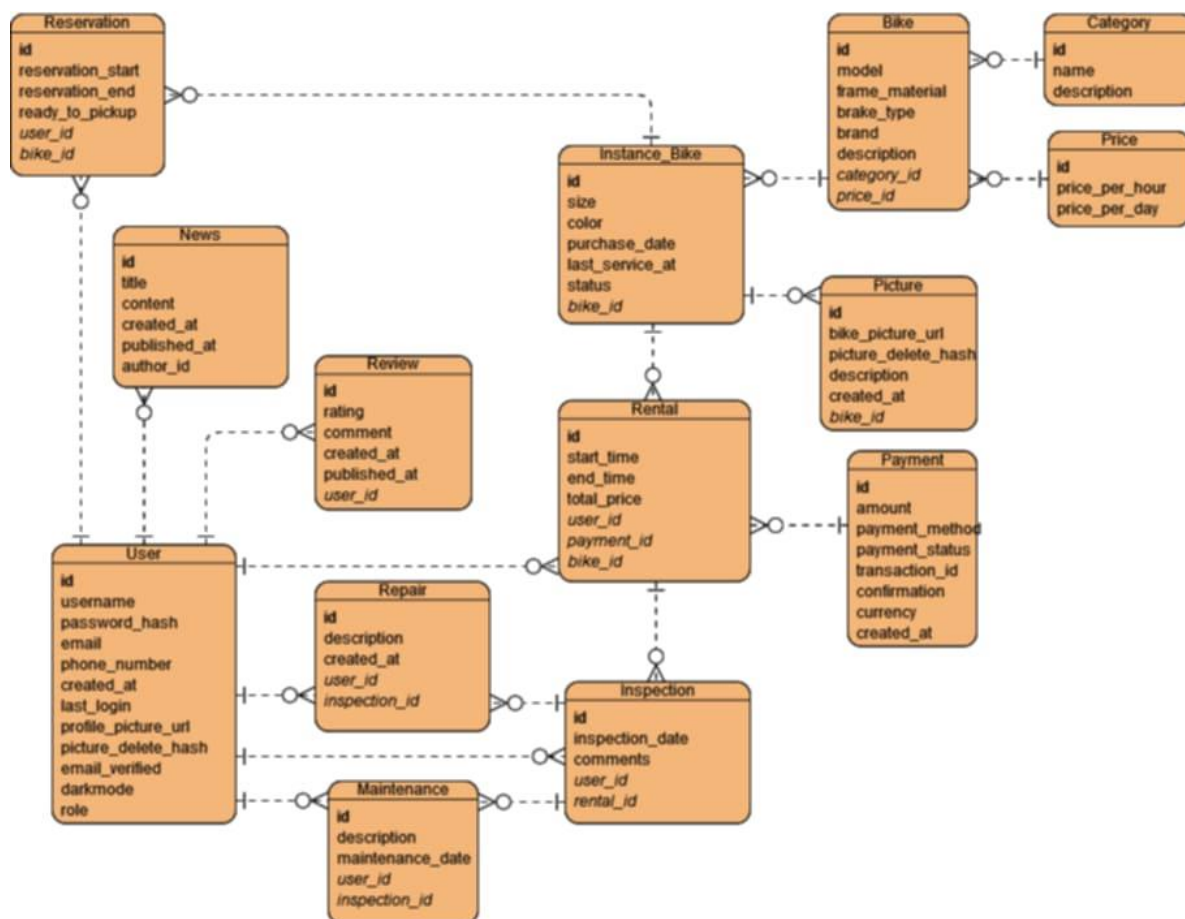 Reservation
id
reservation_start
reservation_end
ready_to_pickup
user_id
bike_id
Bike
id
model
frame_material
brake_type
brand
description
category_id
price_id
Category
id
name
description
Price
id
price_per_hour
price_per_day
Instance_Bike
id
size
color
purchase_date
last_service_at
status
bike_id
News
id
title
content
created_at
published_at
author_id
Picture
id
bike_picture_url
picture_delete_hash
description
created_at
bike_id
Review
id
rating
comment
created_at
published_at
user_id
Rental
id
start_time
end_time
total_price
user_id
payment_id
bike_id
Payment
id
amount
payment_method
payment_status
transaction_id
confirmation
currency
created_at
User
id
username
password_hash
email
phone_number
created_at
last_login
profile_picture_url
picture_delete_hash
email_verified
darkmode
role
Repair
id
description
created_at
user_id
inspection_id
Inspection
id
inspection_date
comments
user_id
rental_id
Maintenance
id
description
maintenance_date
user_id
inspection_id